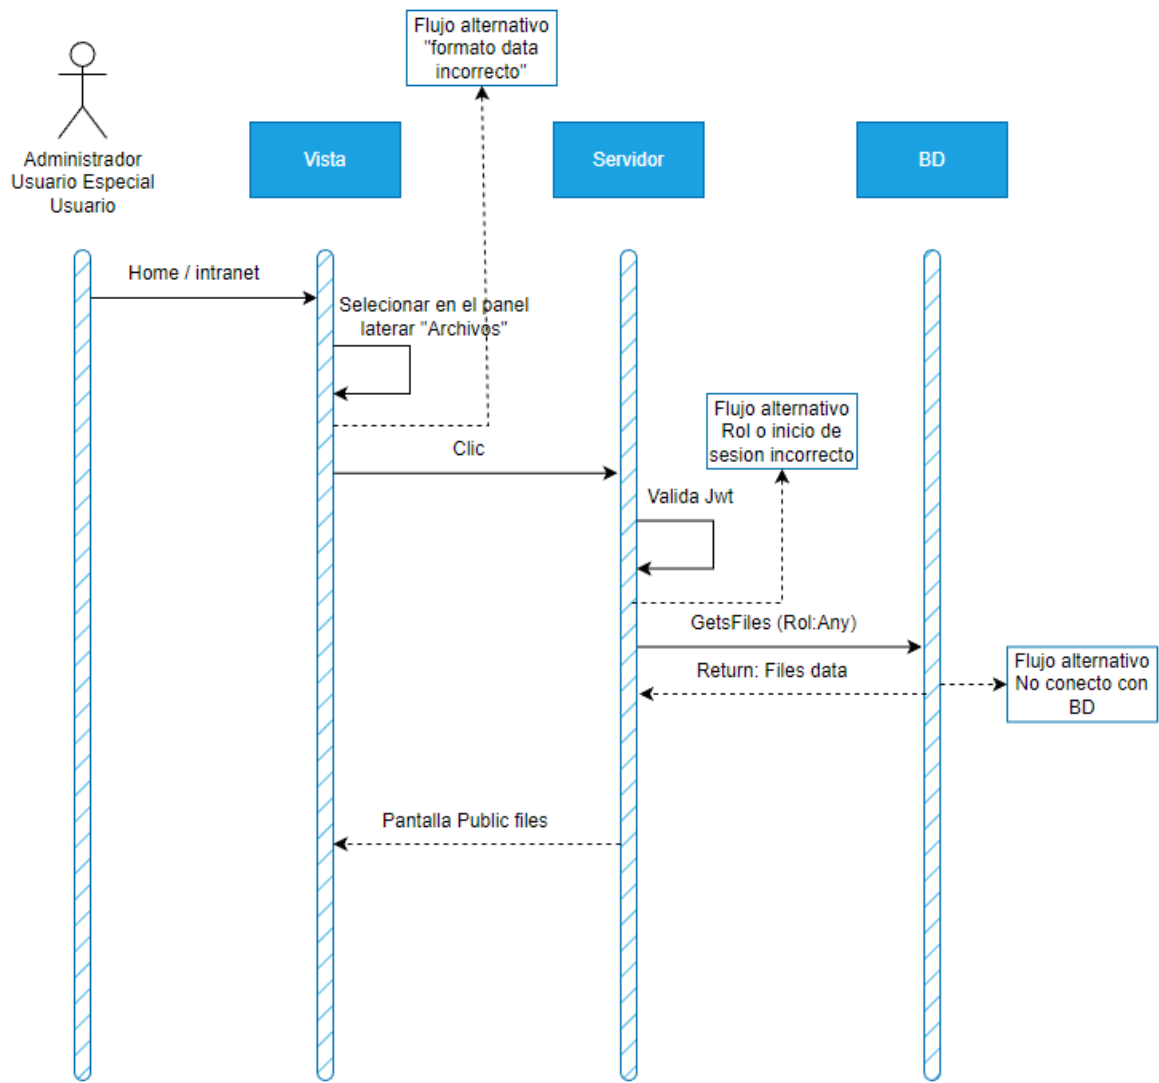 Flujo alternativo
"formato data
incorrecto"
Administrador
Usuario Especial
Usuario
Vista
Servidor
BD
Home / intranet
Selecionar en el panel
laterar "Archivos"
Clic
Flujo alternativo
Rol o inicio de
sesion incorrecto
Valida Jwt
GetsFiles (Rol:Any)
Return: Files data
Flujo alternativo
No conecto con
BD
Pantalla Public files